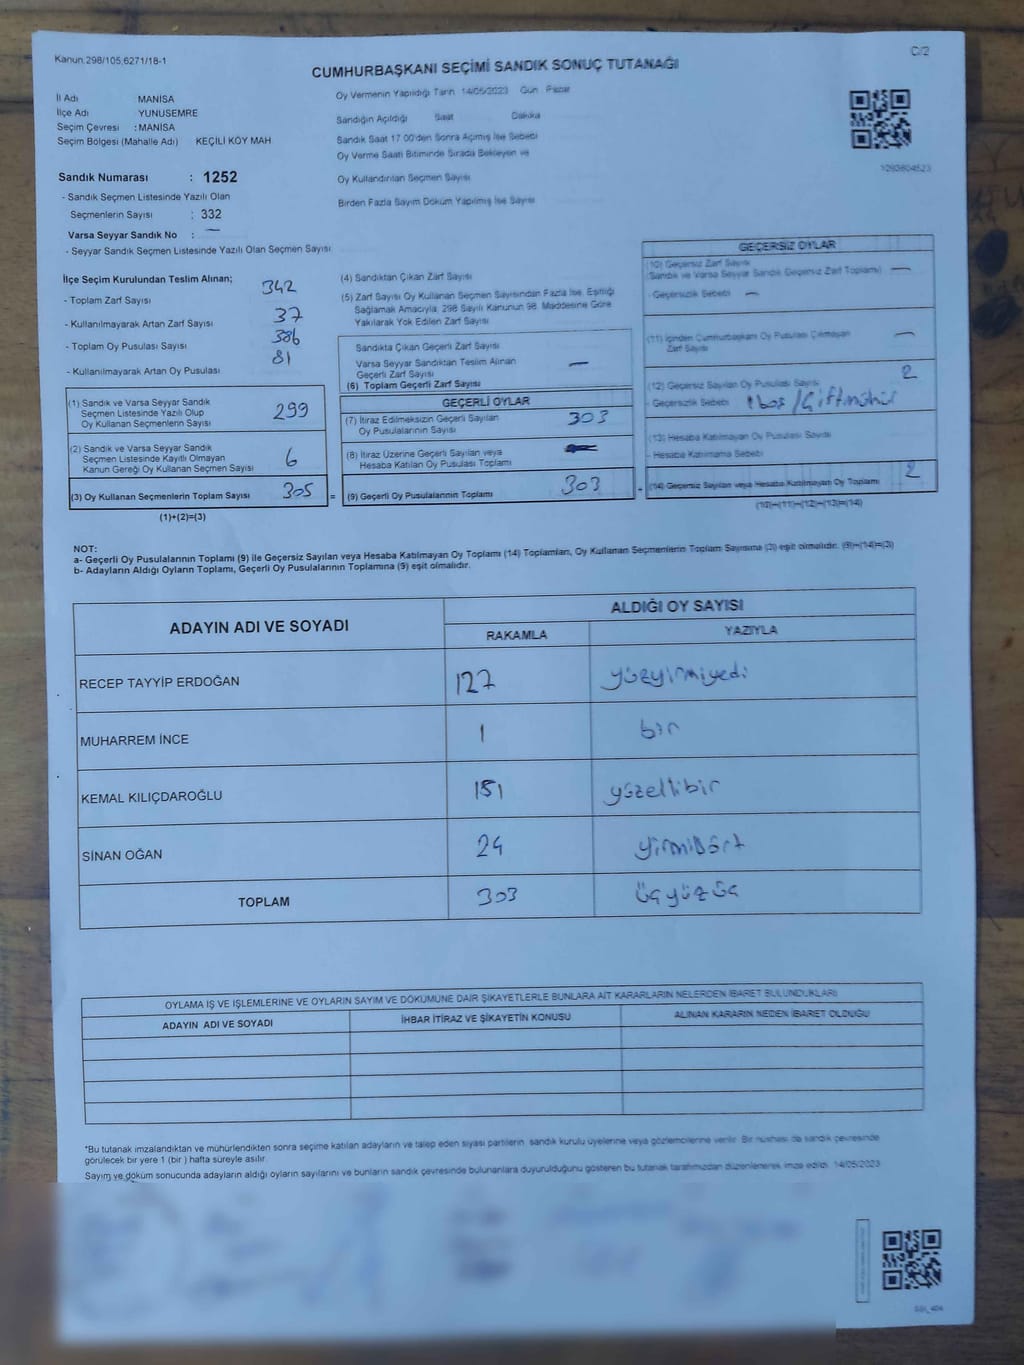 Kanun.298/105,6271/18-1
C/2
CUMHURBAŞKANI SEÇİMİ SANDIK SONUÇ TUTANAĞI
İl Adı MANİSA
İlçe Adı YUNUSEMRE
Seçim Çevresi : MANİSA
Seçim Bölgesi (Mahalle Adı) KEÇİLİ KÖY MAH
Sandık Numarası : 1252
- Sandık Seçmen Listesinde Yazılı Olan
Seçmenlerin Sayısı : 332
Varsa Seyyar Sandık No : —
- Seyyar Sandık Seçmen Listesinde Yazılı Olan Seçmen Sayısı
Oy Vermenin Yapıldığı Tarih 14/05/2023 Gün : Pazar
Sandığın Açıldığı Saat Dakika
Sandık Saat 17.00'den Sonra Açılmış İse Sebebi
Oy Verme Saati Bitiminde Sırada Bekleyen ve
Oy Kullandırılan Seçmen Sayısı
Birden Fazla Sayım Döküm Yapılmış İse Sayısı
1093604523
İlçe Seçim Kurulundan Teslim Alınan;
- Toplam Zarf Sayısı 342
- Kullanılmayarak Artan Zarf Sayısı 37
- Toplam Oy Pusulası Sayısı 386
- Kullanılmayarak Artan Oy Pusulası 81
(1) Sandık ve Varsa Seyyar Sandık
Seçmen Listesinde Yazılı Olup
Oy Kullanan Seçmenlerin Sayısı 299
(2) Sandık ve Varsa Seyyar Sandık
Seçmen Listesinde Kayıtlı Olmayan
Kanun Gereği Oy Kullanan Seçmen Sayısı 6
(3) Oy Kullanan Seçmenlerin Toplam Sayısı 305 =
(1)+(2)=(3)
(4) Sandıktan Çıkan Zarf Sayısı
(5) Zarf Sayısı Oy Kullanan Seçmen Sayısından Fazla İse, Eşitliği
Sağlamak Amacıyla, 298 Sayılı Kanunun 98. Maddesine Göre
Yakılarak Yok Edilen Zarf Sayısı
Sandıkta Çıkan Geçerli Zarf Sayısı
Varsa Seyyar Sandıktan Teslim Alınan
Geçerli Zarf Sayısı —
(6) Toplam Geçerli Zarf Sayısı
GEÇERLİ OYLAR
(7) İtiraz Edilmeksizin Geçerli Sayılan
Oy Pusulalarının Sayısı 303
(8) İtiraz Üzerine Geçerli Sayılan veya
Hesaba Katılan Oy Pusulası Toplamı
(9) Geçerli Oy Pusulalarının Toplamı 303
GEÇERSİZ OYLAR
(10) Geçersiz Zarf Sayısı
(Sandık ve Varsa Seyyar Sandık Geçersiz Zarf Toplamı) —
- Geçersizlik Sebebi —
(11) İçinden Cumhurbaşkanı Oy Pusulası Çıkmayan
Zarf Sayısı —
(12) Geçersiz Sayılan Oy Pusulası Sayısı 2
- Geçersizlik Sebebi 1 boş / Çiftmühür
(13) Hesaba Katılmayan Oy Pusulası Sayısı
- Hesaba Katılmama Sebebi
(14) Geçersiz Sayılan veya Hesaba Katılmayan Oy Toplamı 2
(10)+(11)+(12)+(13)=(14)
NOT:
a- Geçerli Oy Pusulalarının Toplamı (9) ile Geçersiz Sayılan veya Hesaba Katılmayan Oy Toplamı (14) Toplamları, Oy Kullanan Seçmenlerin Toplam Sayısına (3) eşit olmalıdır. (9)+(14)=(3)
b- Adayların Aldığı Oyların Toplamı, Geçerli Oy Pusulalarının Toplamına (9) eşit olmalıdır.
ADAYIN ADI VE SOYADI ALDIĞI OY SAYISI
RAKAMLA YAZIYLA
RECEP TAYYİP ERDOĞAN 127 yüzyirmiyedi
MUHARREM İNCE 1 bir
KEMAL KILIÇDAROĞLU 151 yüzellibir
SİNAN OĞAN 24 yirmidört
TOPLAM 303 üçyüzüç
OYLAMA İŞ VE İŞLEMLERİNE VE OYLARIN SAYIM VE DÖKÜMÜNE DAİR ŞİKAYETLERLE BUNLARA AİT KARARLARIN NELERDEN İBARET BULUNDUKLARI
ADAYIN ADI VE SOYADI İHBAR İTİRAZ VE ŞİKAYETİN KONUSU ALINAN KARARIN NEDEN İBARET OLDUĞU
*Bu tutanak imzalandıktan ve mühürlendikten sonra seçime katılan adayların ve talep eden siyasi partilerin, sandık kurulu üyelerine veya gözlemcilerine verilir. Bir nüshası da sandık çevresinde
görülecek bir yere 1 (bir ) hafta süreyle asılır.
Sayım ve döküm sonucunda adayların aldığı oyların sayılarını ve bunların sandık çevresinde bulunanlara duyurulduğunu gösteren bu tutanak tarafımızdan düzenlenerek imza edildi. 14/05/2023